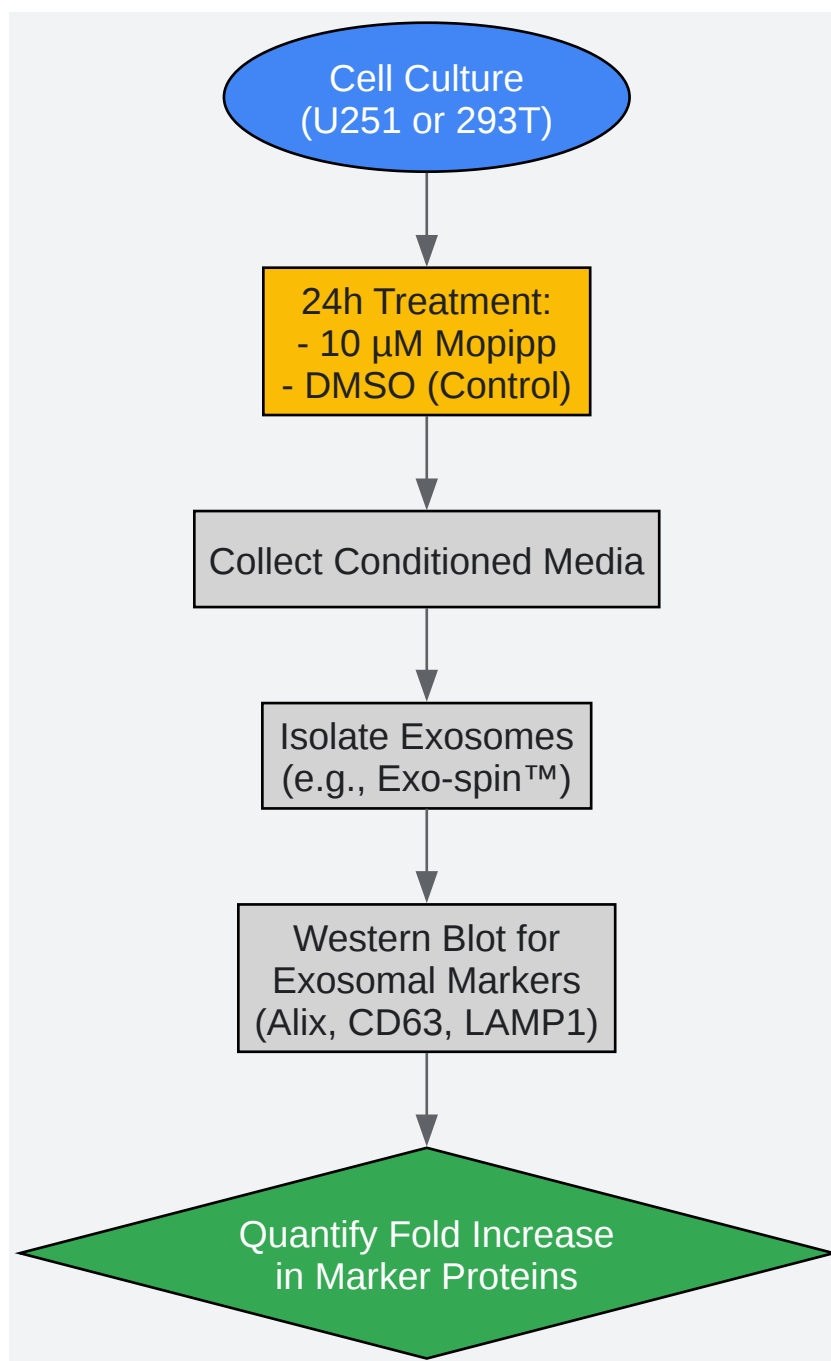 Cell Culture
(U251 or 293T)
24h Treatment:
- 10 µM Mopipp
- DMSO (Control)
Collect Conditioned Media
Isolate Exosomes
(e.g., Exo-spin™)
Western Blot for
Exosomal Markers
(Alix, CD63, LAMP1)
Quantify Fold Increase
in Marker Proteins